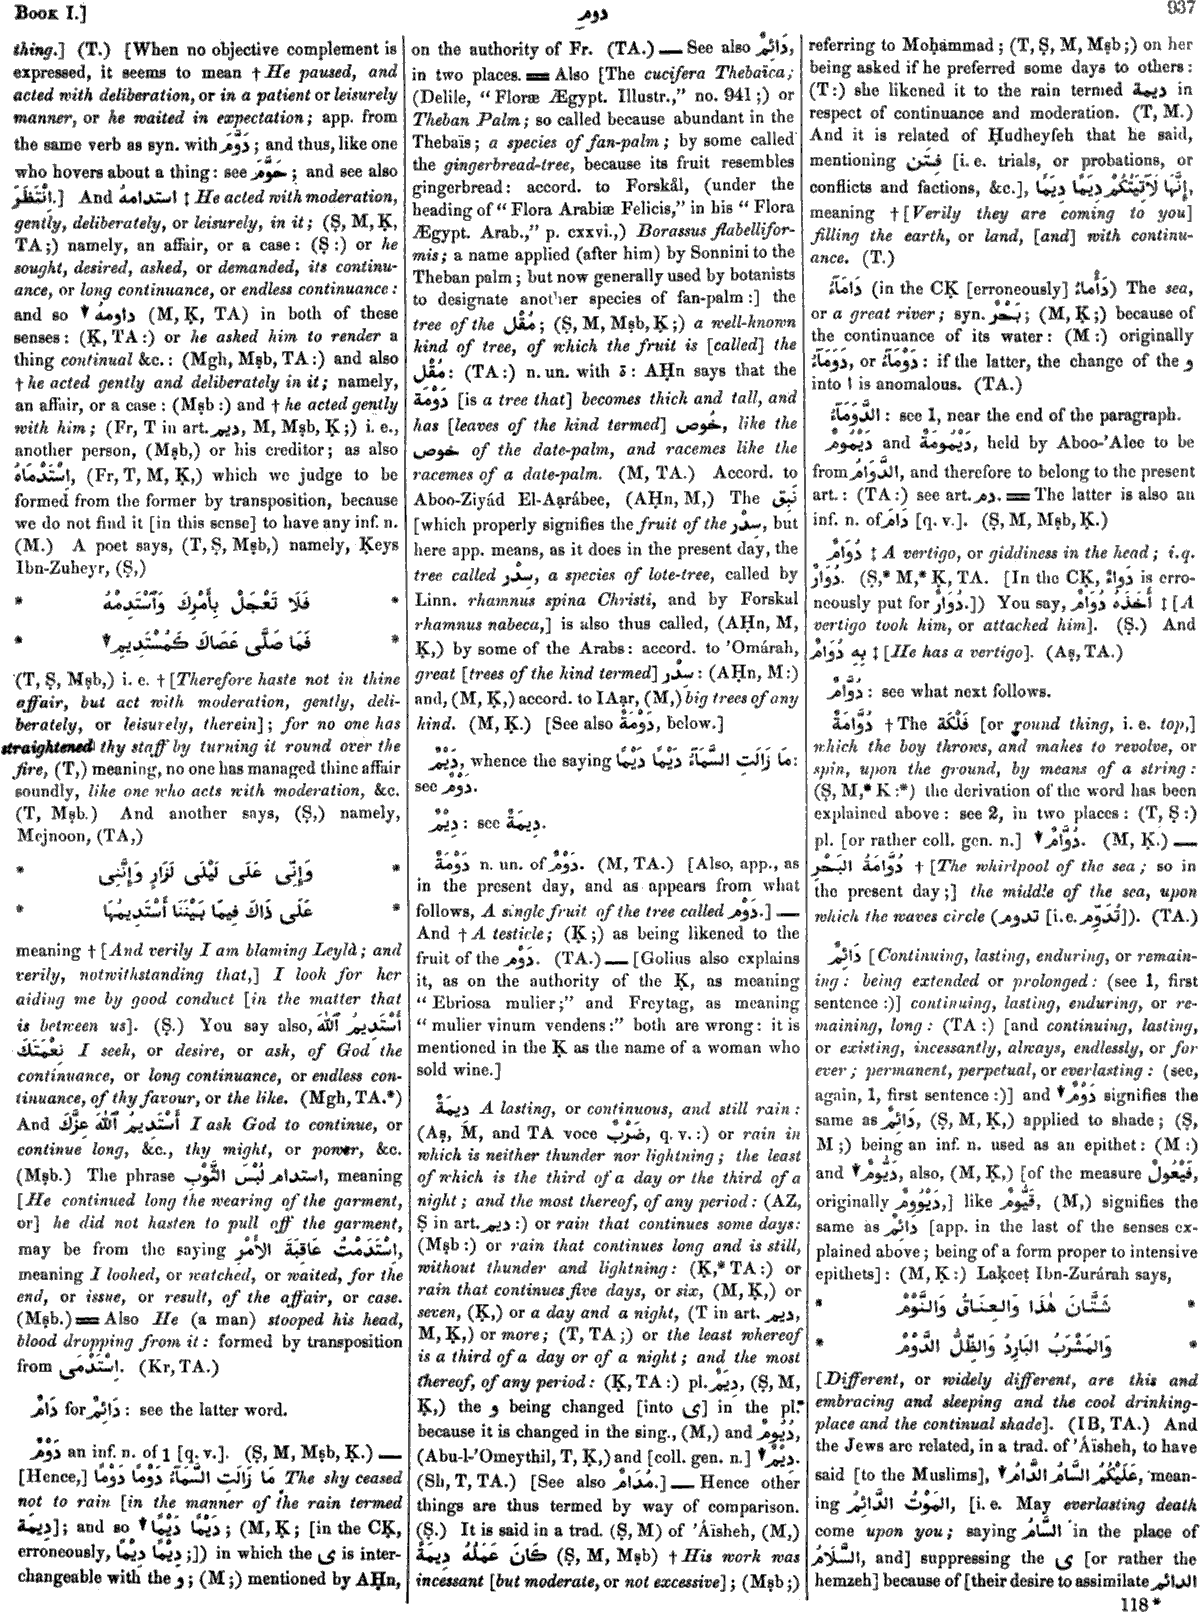 Book I.]
دوم
937
thing.] (T.) [When no objective complement is
expressed, it seems to mean † He paused, and
acted with deliberation, or in a patient or leisurely
manner, or he waited in expectation; app. from
the same verb as syn. with دَوَّمَ; and thus, like one
who hovers about a thing: see حَوَّمَ; and see also
اِنْتَظَرَ.] And استدامهُ ‡ He acted with moderation,
gently, deliberately, or leisurely, in it; (Ṣ, M, Ḳ,
TA;) namely, an affair, or a case: (Ṣ:) or he
sought, desired, asked, or demanded, its continu-
ance, or long continuance, or endless continuance:
and so ▼ داومهُ (M, Ḳ, TA) in both of these
senses: (Ḳ, TA:) or he asked him to render a
thing continual &c.: (Mgh, Mṣb, TA:) and also
† he acted gently and deliberately in it; namely,
an affair, or a case: (Mṣb:) and † he acted gently
with him; (Fr, T in art. ديم, M, Mṣb, Ḳ;) i. e.,
another person, (Mṣb,) or his creditor; as also
اِسْتَدْمَاهُ, (Fr, T, M, Ḳ,) which we judge to be
formed from the former by transposition, because
we do not find it [in this sense] to have any inf. n.
(M.) A poet says, (T, Ṣ, Mṣb,) namely, Ḳeys
Ibn-Zuheyr, (Ṣ,)
* فَلَا تَعْجَلْ بِأَمْرِكَ وَٱسْتَدِمْهُ *
* فَمَا صَلَّى عَصَاكَ كَمُسْتَدِيمِ ▼ *
(T, Ṣ, Mṣb,) i. e. † [Therefore haste not in thine
affair, but act with moderation, gently, deli-
berately, or leisurely, therein]; for no one has
straightened thy staff by turning it round over the
fire, (T,) meaning, no one has managed thine affair
soundly, like one who acts with moderation, &c.
(T, Mṣb.) And another says, (Ṣ,) namely,
Mejnoon, (TA,)
* وَإِنِّى عَلَى لَيْلَى لَزَارٍ وَإِنَّنِى *
* عَلَى ذَاكَ فِيمَا بَيْنَنَا أَسْتَدِيمُهَا *
meaning † [And verily I am blaming Leylà; and
verily, notwithstanding that,] I look for her
aiding me by good conduct [in the matter that
is between us]. (Ṣ.) You say also, أَسْتَدِيمُ ٱللّٰهَ
نِعْمَتَكَ I seek, or desire, or ask, of God the
continuance, or long continuance, or endless con-
tinuance, of thy favour, or the like. (Mgh, TA.*)
And أَسْتَدِيمُ ٱللّٰهَ عِزَّكَ I ask God to continue, or
continue long, &c., thy might, or power, &c.
(Mṣb.) The phrase استدام لُبْسَ الثَّوْبِ, meaning
[He continued long the wearing of the garment,
or] he did not hasten to pull off the garment,
may be from the saying اِسْتَدَمْتُ عَاقِبَةَ الأَمْرِ,
meaning I looked, or watched, or waited, for the
end, or issue, or result, of the affair, or case.
(Mṣb.) ══ Also He (a man) stooped his head,
blood dropping from it: formed by transposition
from اِسْتَدْمَى. (Kr, TA.)
دَامٌ for دَائِمٌ: see the latter word.
دَوْمٌ an inf. n. of 1 [q. v.]. (Ṣ, M, Mṣb, Ḳ.) —
[Hence,] مَا زَالَتِ السَّمَآءُ دَوْمًا دَوْمًا The sky ceased
not to rain [in the manner of the rain termed
دِيمَة]; and so ▼ دَيْمًا دَيْمًا; (M, Ḳ; [in the CḲ,
erroneously, دِيَمًا دِيَمًا;]) in which the ى is inter-
changeable with the و; (M;) mentioned by AḤn,
on the authority of Fr. (TA.) — See also دَائِمٌ,
in two places. ══ Also [The cucifera Thebaïca;
(Delile, “Floræ Ægypt. Illustr.,” no. 941;) or
Theban Palm; so called because abundant in the
Thebaïs; a species of fan-palm; by some called
the gingerbread-tree, because its fruit resembles
gingerbread: accord. to Forskål, (under the
heading of “Flora Arabiæ Felicis,” in his “Flora
Ægypt. Arab.,” p. cxxvi.,) Borassus flabellifor-
mis; a name applied (after him) by Sonnini to the
Theban palm; but now generally used by botanists
to designate another species of fan-palm:] the
tree of the مُقْل; (Ṣ, M, Mṣb, Ḳ;) a well-known
kind of tree, of which the fruit is [called] the
مُقْل: (TA:) n. un. with ة: AḤn says that the
دَوْمَة [is a tree that] becomes thick and tall, and
has [leaves of the kind termed] خُوص, like the
خوص of the date-palm, and racemes like the
racemes of a date-palm. (M, TA.) Accord. to
Aboo-Ziyád El-Aạrábee, (AḤn, M,) The نَبِق
[which properly signifies the fruit of the سِدْر, but
here app. means, as it does in the present day, the
tree called سِدْر, a species of lote-tree, called by
Linn. rhamnus spina Christi, and by Forskal
rhamnus nabeca,] is also thus called, (AḤn, M,
Ḳ,) by some of the Arabs: accord. to ’Omárah,
great [trees of the kind termed] سِدْر: (AḤn, M:)
and, (M, Ḳ,) accord. to IAạr, (M,) big trees of any
kind. (M, Ḳ.) [See also دَوْمَةٌ, below.]
دَيْمٌ, whence the saying مَا زَالَتِ السَّمَآءُ دَيْمًا دَيْمًا:
see دَوْمٌ.
دِيَمٌ: see دِيمَةٌ.
دَوْمَةٌ n. un. of دَوْمٌ. (M, TA.) [Also, app., as
in the present day, and as appears from what
follows, A single fruit of the tree called دَوْم.] —
And † A testicle; (Ḳ;) as being likened to the
fruit of the دَوْم. (TA.) — [Golius also explains
it, as on the authority of the Ḳ, as meaning
“Ebriosa mulier;” and Freytag, as meaning
“mulier vinum vendens:” both are wrong: it is
mentioned in the Ḳ as the name of a woman who
sold wine.]
دِيمَةٌ A lasting, or continuous, and still rain:
(Aṣ, M, and TA voce ضَرْبٌ, q. v.:) or rain in
which is neither thunder nor lightning; the least
of which is the third of a day or the third of a
night; and the most thereof, of any period: (AZ,
Ṣ in art. ديم:) or rain that continues some days:
(Mṣb:) or rain that continues long and is still,
without thunder and lightning: (Ḳ,* TA:) or
rain that continues five days, or six, (M, Ḳ,) or
seven, (Ḳ,) or a day and a night, (T in art. ديم,
M, Ḳ,) or more; (T, TA;) or the least whereof
is a third of a day or of a night; and the most
thereof, of any period: (Ḳ, TA:) pl. دِيَمٌ, (Ṣ, M,
Ḳ,) the و being changed [into ى] in the pl.
because it is changed in the sing., (M,) and دُيُومٌ,
(Abu-l-’Omeythil, T, Ḳ,) and [coll. gen. n.] ▼ دِيمٌ.
(Sh, T, TA.) [See also مُدَامٌ.] — Hence other
things are thus termed by way of comparison.
(Ṣ.) It is said in a trad. (Ṣ, M) of ’Áïsheh, (M,)
كَانَ عَمَلُهُ دِيمَةً (Ṣ, M, Mṣb) † His work was
incessant [but moderate, or not excessive]; (Mṣb;)
referring to Moḥammad; (T, Ṣ, M, Mṣb;) on her
being asked if he preferred some days to others:
(T:) she likened it to the rain termed ديمة in
respect of continuance and moderation. (T, M.)
And it is related of Ḥudheyfeh that he said,
mentioning فِتَن [i. e. trials, or probations, or
conflicts and factions, &c.], إِنَّهَا لَآتِيَتُكُمْ دِيَمًا دِيَمًا,
meaning † [Verily they are coming to you]
filling the earth, or land, [and] with continu-
ance. (T.)
دَامَآءُ (in the CḲ [erroneously] دَأْمَاءُ) The sea,
or a great river; syn. بَحْرٌ; (M, Ḳ;) because of
the continuance of its water: (M:) originally
دَوَمَآءُ, or دَوْمَآءُ: if the latter, the change of the و
into ا is anomalous. (TA.)
الدَّوَمَآءُ: see 1, near the end of the paragraph.
دَيْمُومٌ and دَيْمُومَةٌ, held by Aboo-’Alee to be
from الدَّوَامُ, and therefore to belong to the present
art.: (TA:) see art. دم. ══ The latter is also an
inf. n. of دَامَ [q. v.]. (Ṣ, M, Mṣb, Ḳ.)
دُوَامٌ ‡ A vertigo, or giddiness in the head; i. q.
دُوَارٌ. (Ṣ,* M,* Ḳ, TA. [In the CḲ, دواءٌ is erro-
neously put for دُوَارٌ.]) You say, أَخَذَهُ دُوَامٌ ‡ [A
vertigo took him, or attacked him]. (Ṣ.) And
بِهِ دُوَامٌ ‡ [He has a vertigo]. (Aṣ, TA.)
دُوَّامٌ: see what next follows.
دُوَّامَةٌ † The فَلْكَة [or round thing, i. e. top,]
which the boy throws, and makes to revolve, or
spin, upon the ground, by means of a string:
(Ṣ, M,* Ḳ:*) the derivation of the word has been
explained above: see 2, in two places: (T, Ṣ:)
pl. [or rather coll. gen. n.] ▼ دُوَّامٌ. (M, Ḳ.) —
دُوَّامَةُ البَحْرِ † [The whirlpool of the sea; so in
the present day;] the middle of the sea, upon
which the waves circle (تدوم [i.e. تُدَوِّم]). (TA.)
دَائِمٌ [Continuing, lasting, enduring, or remain-
ing: being extended or prolonged: (see 1, first
sentence:)] continuing, lasting, enduring, or re-
maining, long: (TA:) [and continuing, lasting,
or existing, incessantly, always, endlessly, or for
ever; permanent, perpetual, or everlasting: (see,
again, 1, first sentence:)] and ▼ دَوْمٌ signifies the
same as دَائِمٌ, (Ṣ, M, Ḳ,) applied to shade; (Ṣ,
M;) being an inf. n. used as an epithet: (M:)
and ▼ دَيُّومٌ, also, (M, Ḳ,) [of the measure فَيْعُولٌ,
originally دَيْوُومٌ,] like قَيُّومٌ, (M,) signifies the
same as دائِمٌ [app. in the last of the senses ex-
plained above; being of a form proper to intensive
epithets]: (M, Ḳ:) Laḳeeṭ Ibn-Zurárah says,
* شَتَّانَ هٰذَا وَالعِنَاقُ وَالنَّوْمْ *
* وَالمَشْرَبُ البَارِدُ وَالظِّلُّ الدَّوْمْ *
[Different, or widely different, are this and
embracing and sleeping and the cool drinking-
place and the continual shade]. (IB, TA.) And
the Jews are related, in a trad. of ’Áïsheh, to have
said [to the Muslims], عَلَيْكُمُ السَّامُ الدَّامُ ▼, mean-
ing المَوْتُ الدَّائِمُ, [i. e. May everlasting death
come upon you; saying السَّامُ in the place of
السَّلَامُ, and] suppressing the ى [or rather the
hemzeh] because of [their desire to assimilate الدائم
118 *